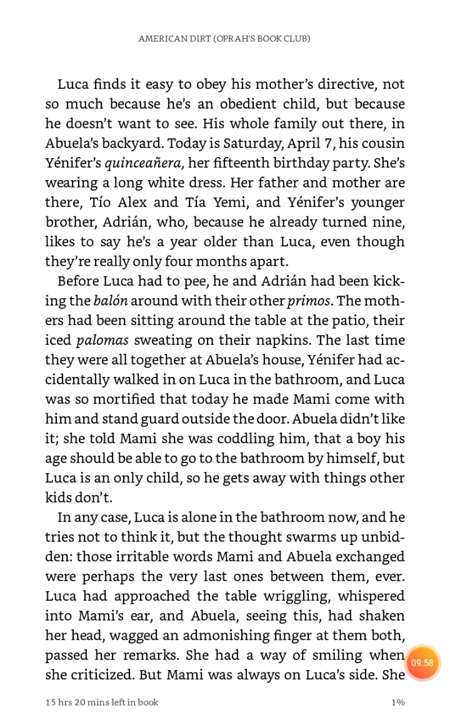 AMERICAN DIRT (OPRAH'S BOOK CLUB)
Luca finds it easy to obey his mother's directive, not
so much because he's an obedient child, but because
he doesn't want to see. His whole family out there, in
Abuela's backyard. Today is Saturday, April 7, his cousin
Yénifer's quinceañera, her fifteenth birthday party. She's
wearing a long white dress. Her father and mother are
there, Tío Alex and Tía Yemi, and Yénifer's younger
brother, Adrián, who, because he already turned nine,
likes to say he's a year older than Luca, even though
they're really only four months apart.
Before Luca had to pee, he and Adrián had been kick-
ing the balón around with their other primos. The moth-
ers had been sitting around the table at the patio, their
iced palomas sweating on their napkins. The last time
they were all together at Abuela's house, Yénifer had ac-
cidentally walked in on Luca in the bathroom, and Luca
was so mortified that today he made Mami come with
him and stand guard outside the door. Abuela didn't like
it; she told Mami she was coddling him, that a boy his
age should be able to go to the bathroom by himself, but
Luca is an only child, so he gets away with things other
kids don't.
In any case, Luca is alone in the bathroom now, and he
tries not to think it, but the thought swarms up unbid-
den: those irritable words Mami and Abuela exchanged
were perhaps the very last ones between them, ever.
Luca had approached the table wriggling, whispered
into Mami's ear, and Abuela, seeing this, had shaken
her head, wagged an admonishing finger at them both,
passed her remarks. She had a way of smiling when
she criticized. But Mami was always on Luca's side. She
09:58
15 hrs 20 mins left in book
1%